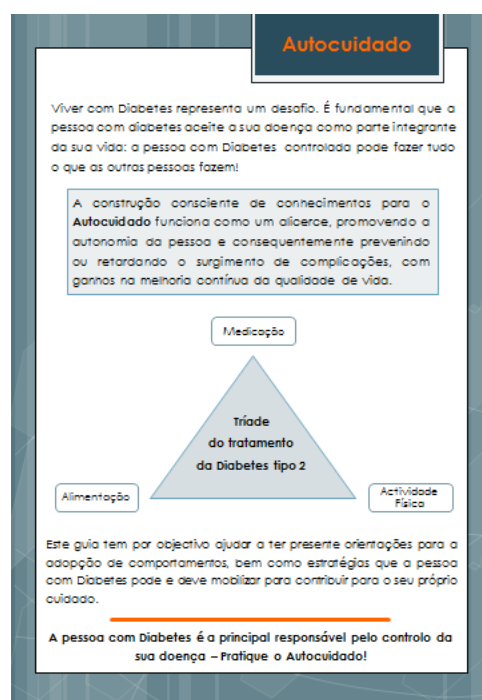 Autocuidado
Viver com Diabetes representa um desafio. É fundamental que a
pessoa com diabetes aceite a sua doença como parte integrante
da sua vida: a pessoa com Diabetes controlada pode fazer tudo
o que as outras pessoas fazem!
A construção consciente de conhecimentos para o
Autocuidado funciona como um alicerce, promovendo a
autonomia da pessoa e consequentemente prevenindo
ou retardando o surgimento de complicações, com
ganhos na melhoria contínua da qualidade de vida.
Medicação
Tríade
do tratamento
da Diabetes tipo 2
Alimentação
Actividade
Física
Este guia tem por objectivo ajudar a ter presente orientações para a
adopção de comportamentos, bem como estratégias que a pessoa
com Diabetes pode e deve mobilizar para contribuir para o seu próprio
cuidado.
A pessoa com Diabetes é a principal responsável pelo controlo da
sua doença – Pratique o Autocuidado!